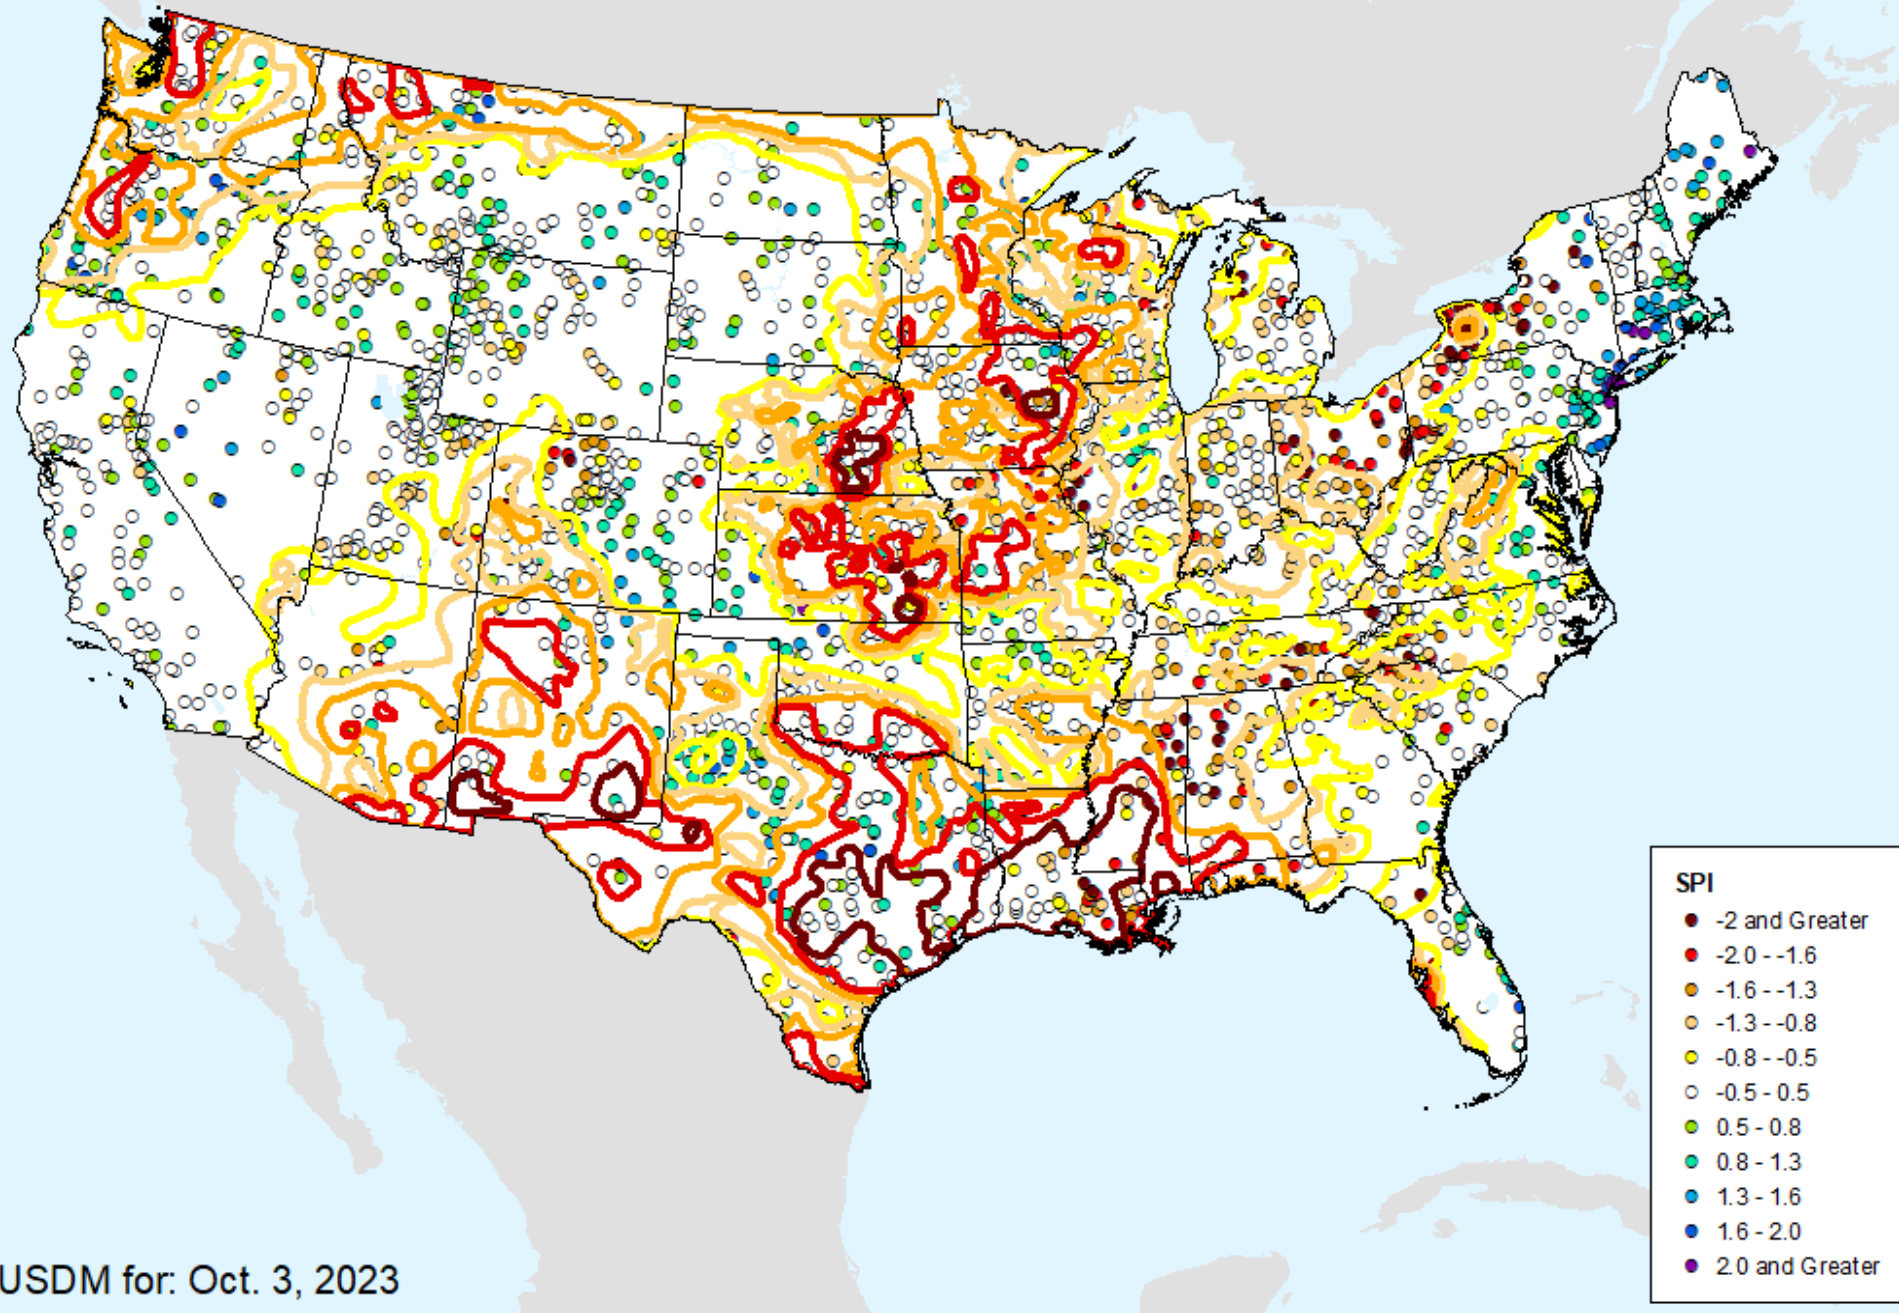 SPI
-2 and Greater
-2.0 - -1.6
-1.6 - -1.3
-1.3 - -0.8
-0.8 - -0.5
-0.5 - 0.5
0.5 - 0.8
0.8 - 1.3
1.3 - 1.6
1.6 - 2.0
2.0 and Greater
USDM for: Oct. 3, 2023